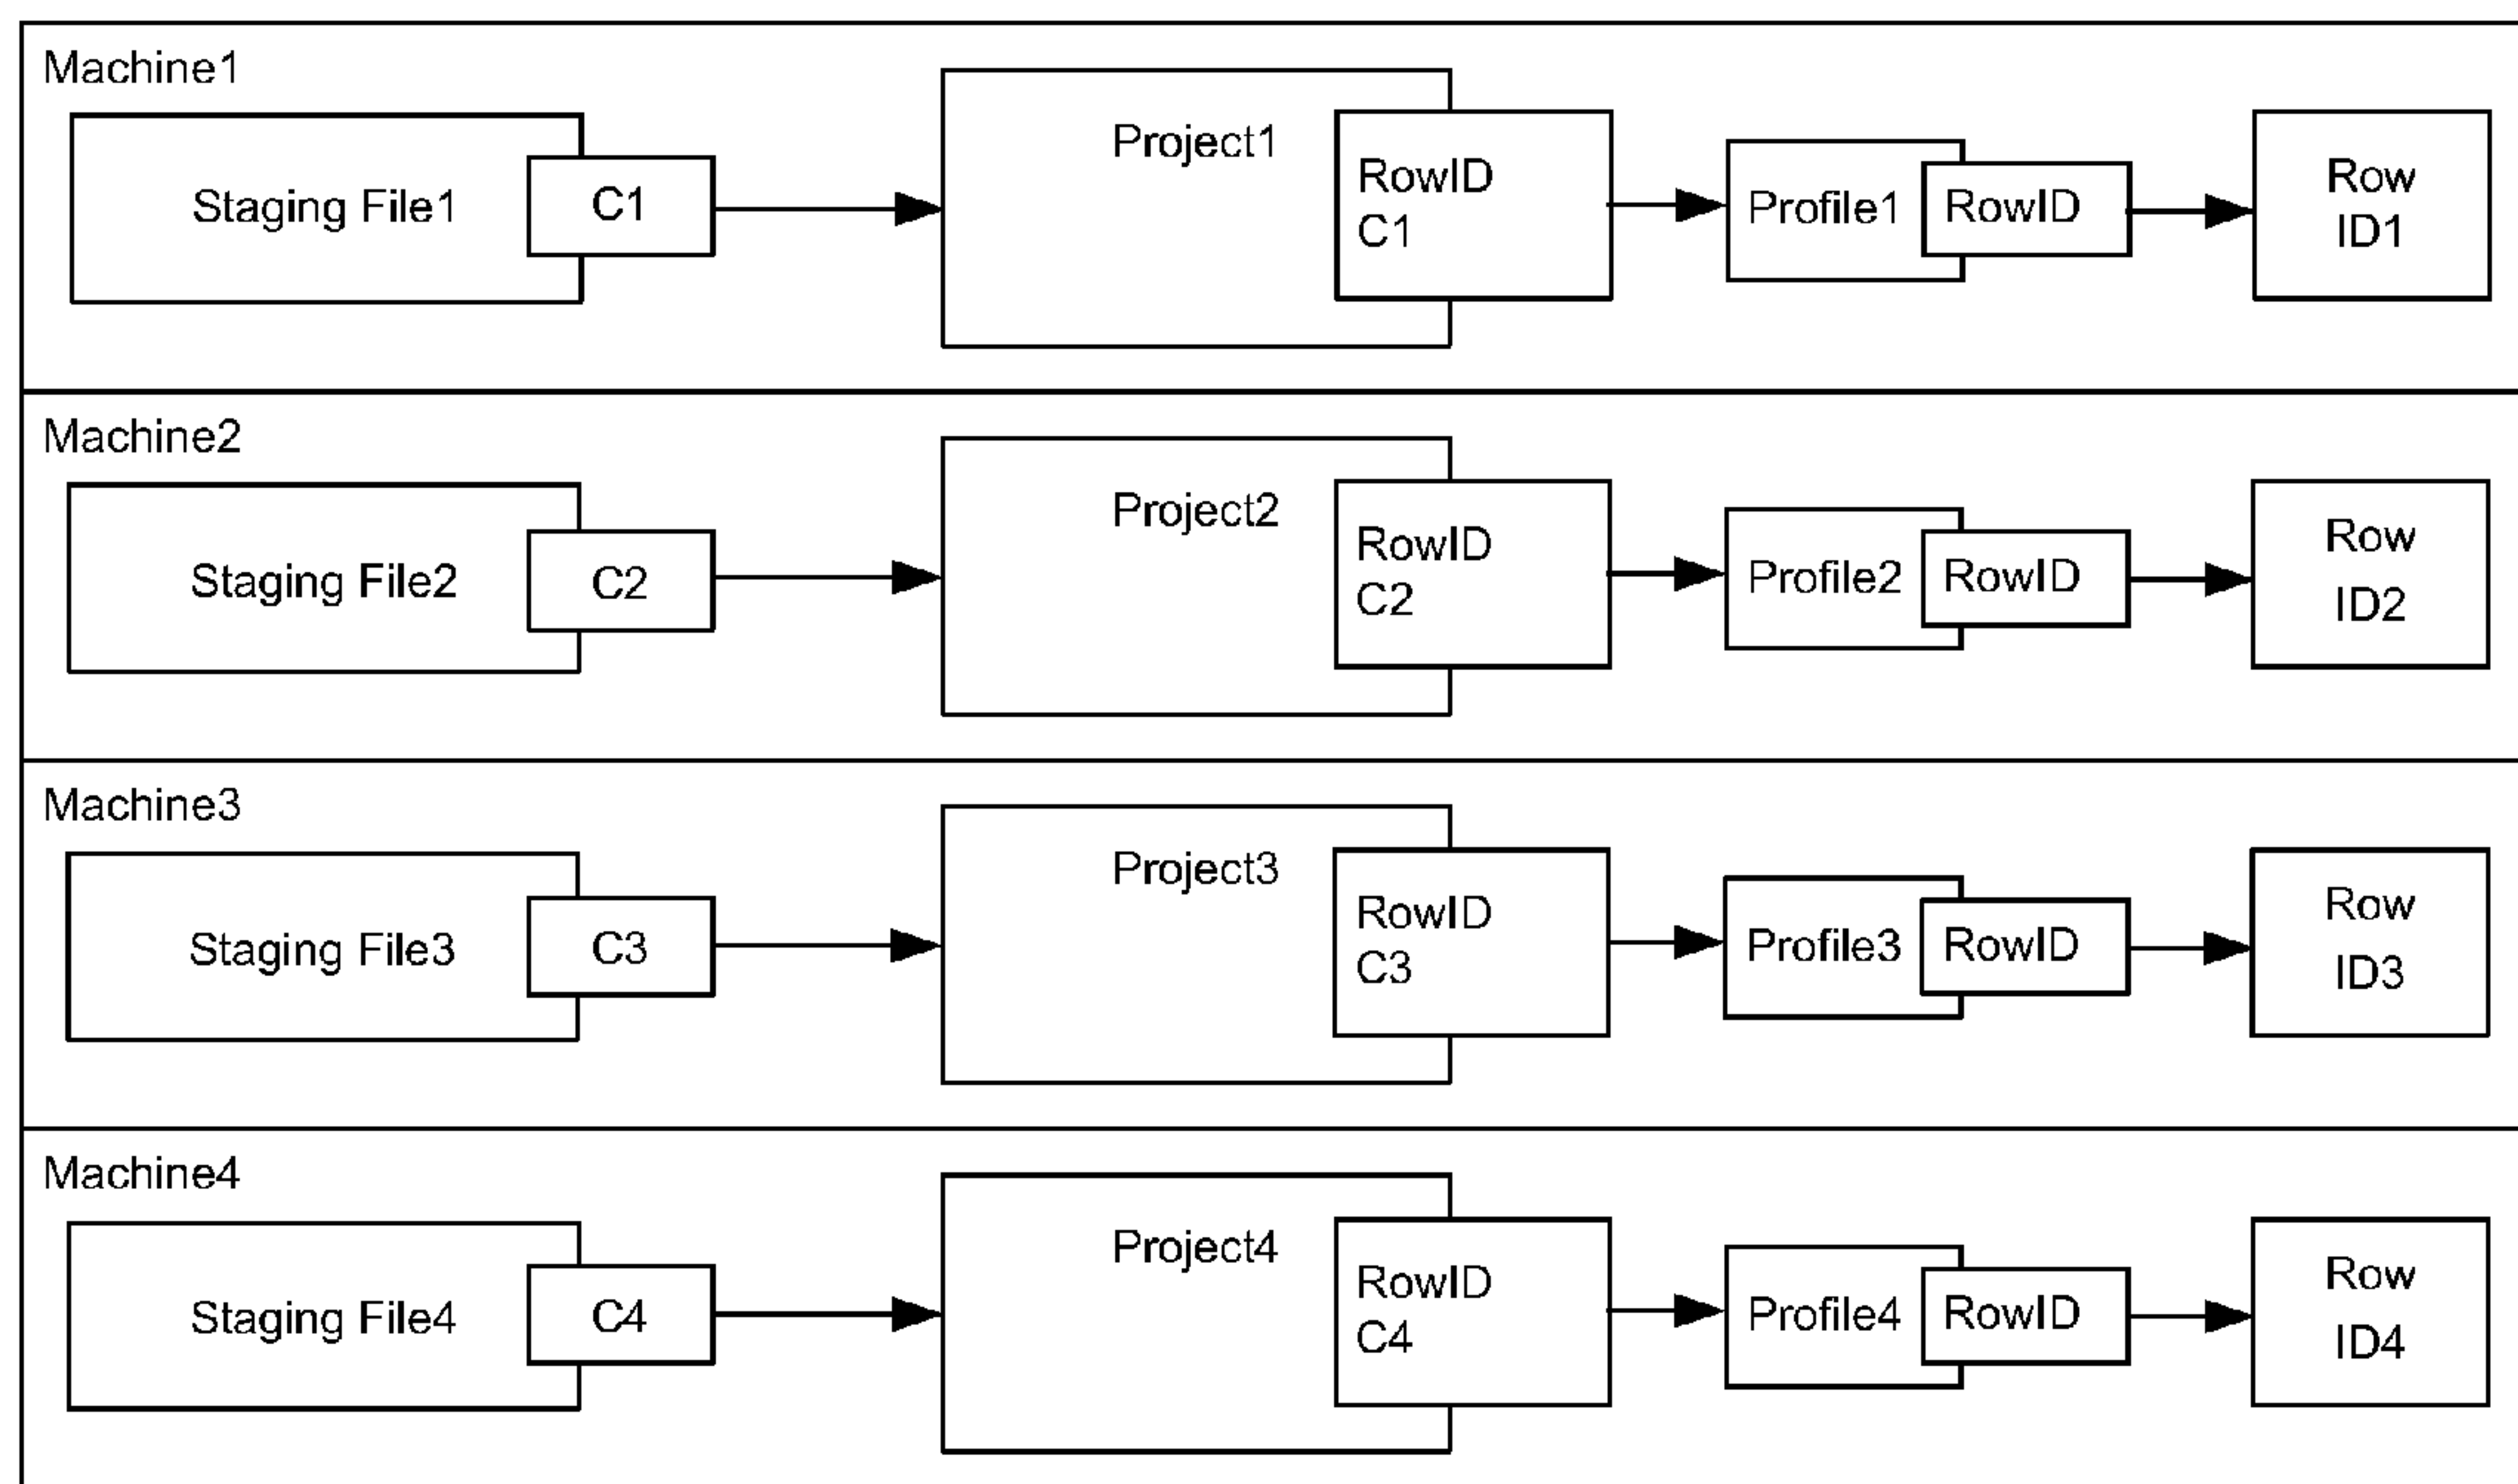 Machine1
Staging File1
C1
Project1
RowID
C1
Profile1
RowID
Row
ID1
Machine2
Staging File2
C2
Project2
RowID
C2
Profile2
RowID
Row
ID2
Machine3
Staging File3
C3
Project3
RowID
C3
Profile3
RowID
Row
ID3
Machine4
Staging File4
C4
Project4
RowID
C4
Profile4
RowID
Row
ID4